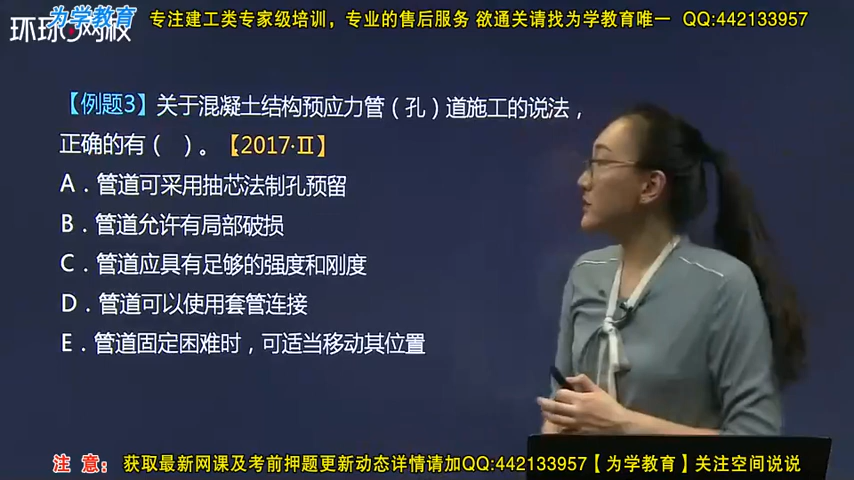 为学教育
环球网校
专注建工类专家级培训，专业的售后服务 欲通关请找为学教育唯一 QQ:442133957
【例题3】关于混凝土结构预应力管（孔）道施工的说法，
正确的有（ ）。【2017·Ⅱ】
A．管道可采用抽芯法制孔预留
B．管道允许有局部破损
C．管道应具有足够的强度和刚度
D．管道可以使用套管连接
E．管道固定困难时，可适当移动其位置
注 意： 获取最新网课及考前押题更新动态详情请加QQ:442133957【为学教育】关注空间说说